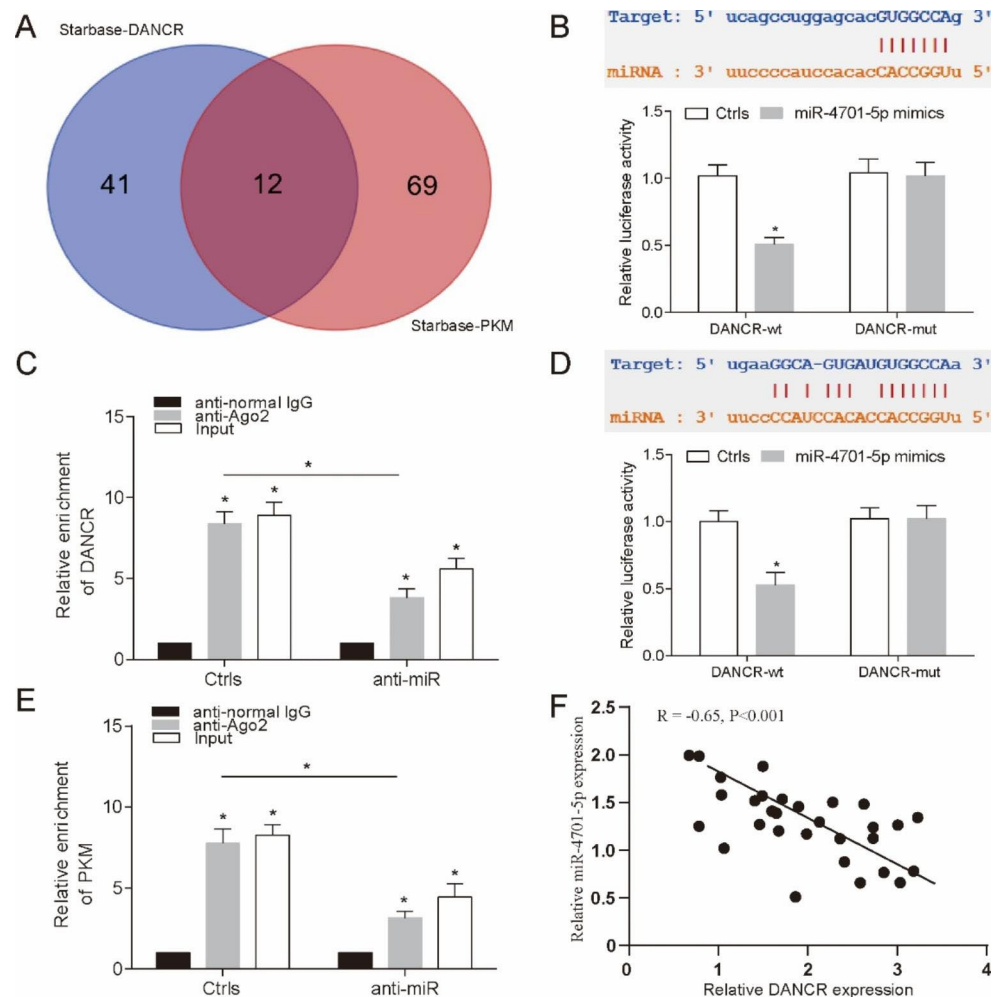 A
Starbase-DANCR
41
12
69
Starbase-PKM
B
Target: 5' ucagccuggagcacGUGGCCAg 3'
|||||||
miRNA : 3' uuccccauccacacCACCGGUu 5'
Relative luciferase activity
1.5
1.0
0.5
0.0
Ctrls
miR-4701-5p mimics
*
DANCR-wt
DANCR-mut
C
anti-normal IgG
anti-Ago2
Input
Relative enrichment
of DANCR
15
10
5
0
*
* * * *
Ctrls
anti-miR
D
Target: 5' ugaaGGCA-GUGAUGUGGCCAa 3'
|| | ||| |||||||
miRNA : 3' uuccCCAUCCACACCACCGGUu 5'
Relative luciferase activity
1.5
1.0
0.5
0.0
Ctrls
miR-4701-5p mimics
*
DANCR-wt
DANCR-mut
E
anti-normal IgG
anti-Ago2
Input
Relative enrichment
of PKM
15
10
5
0
*
* * * *
Ctrls
anti-miR
F
R = -0.65, P<0.001
Relative miR-4701-5p expression
2.5
2.0
1.5
1.0
0.5
0
0 1 2 3 4
Relative DANCR expression